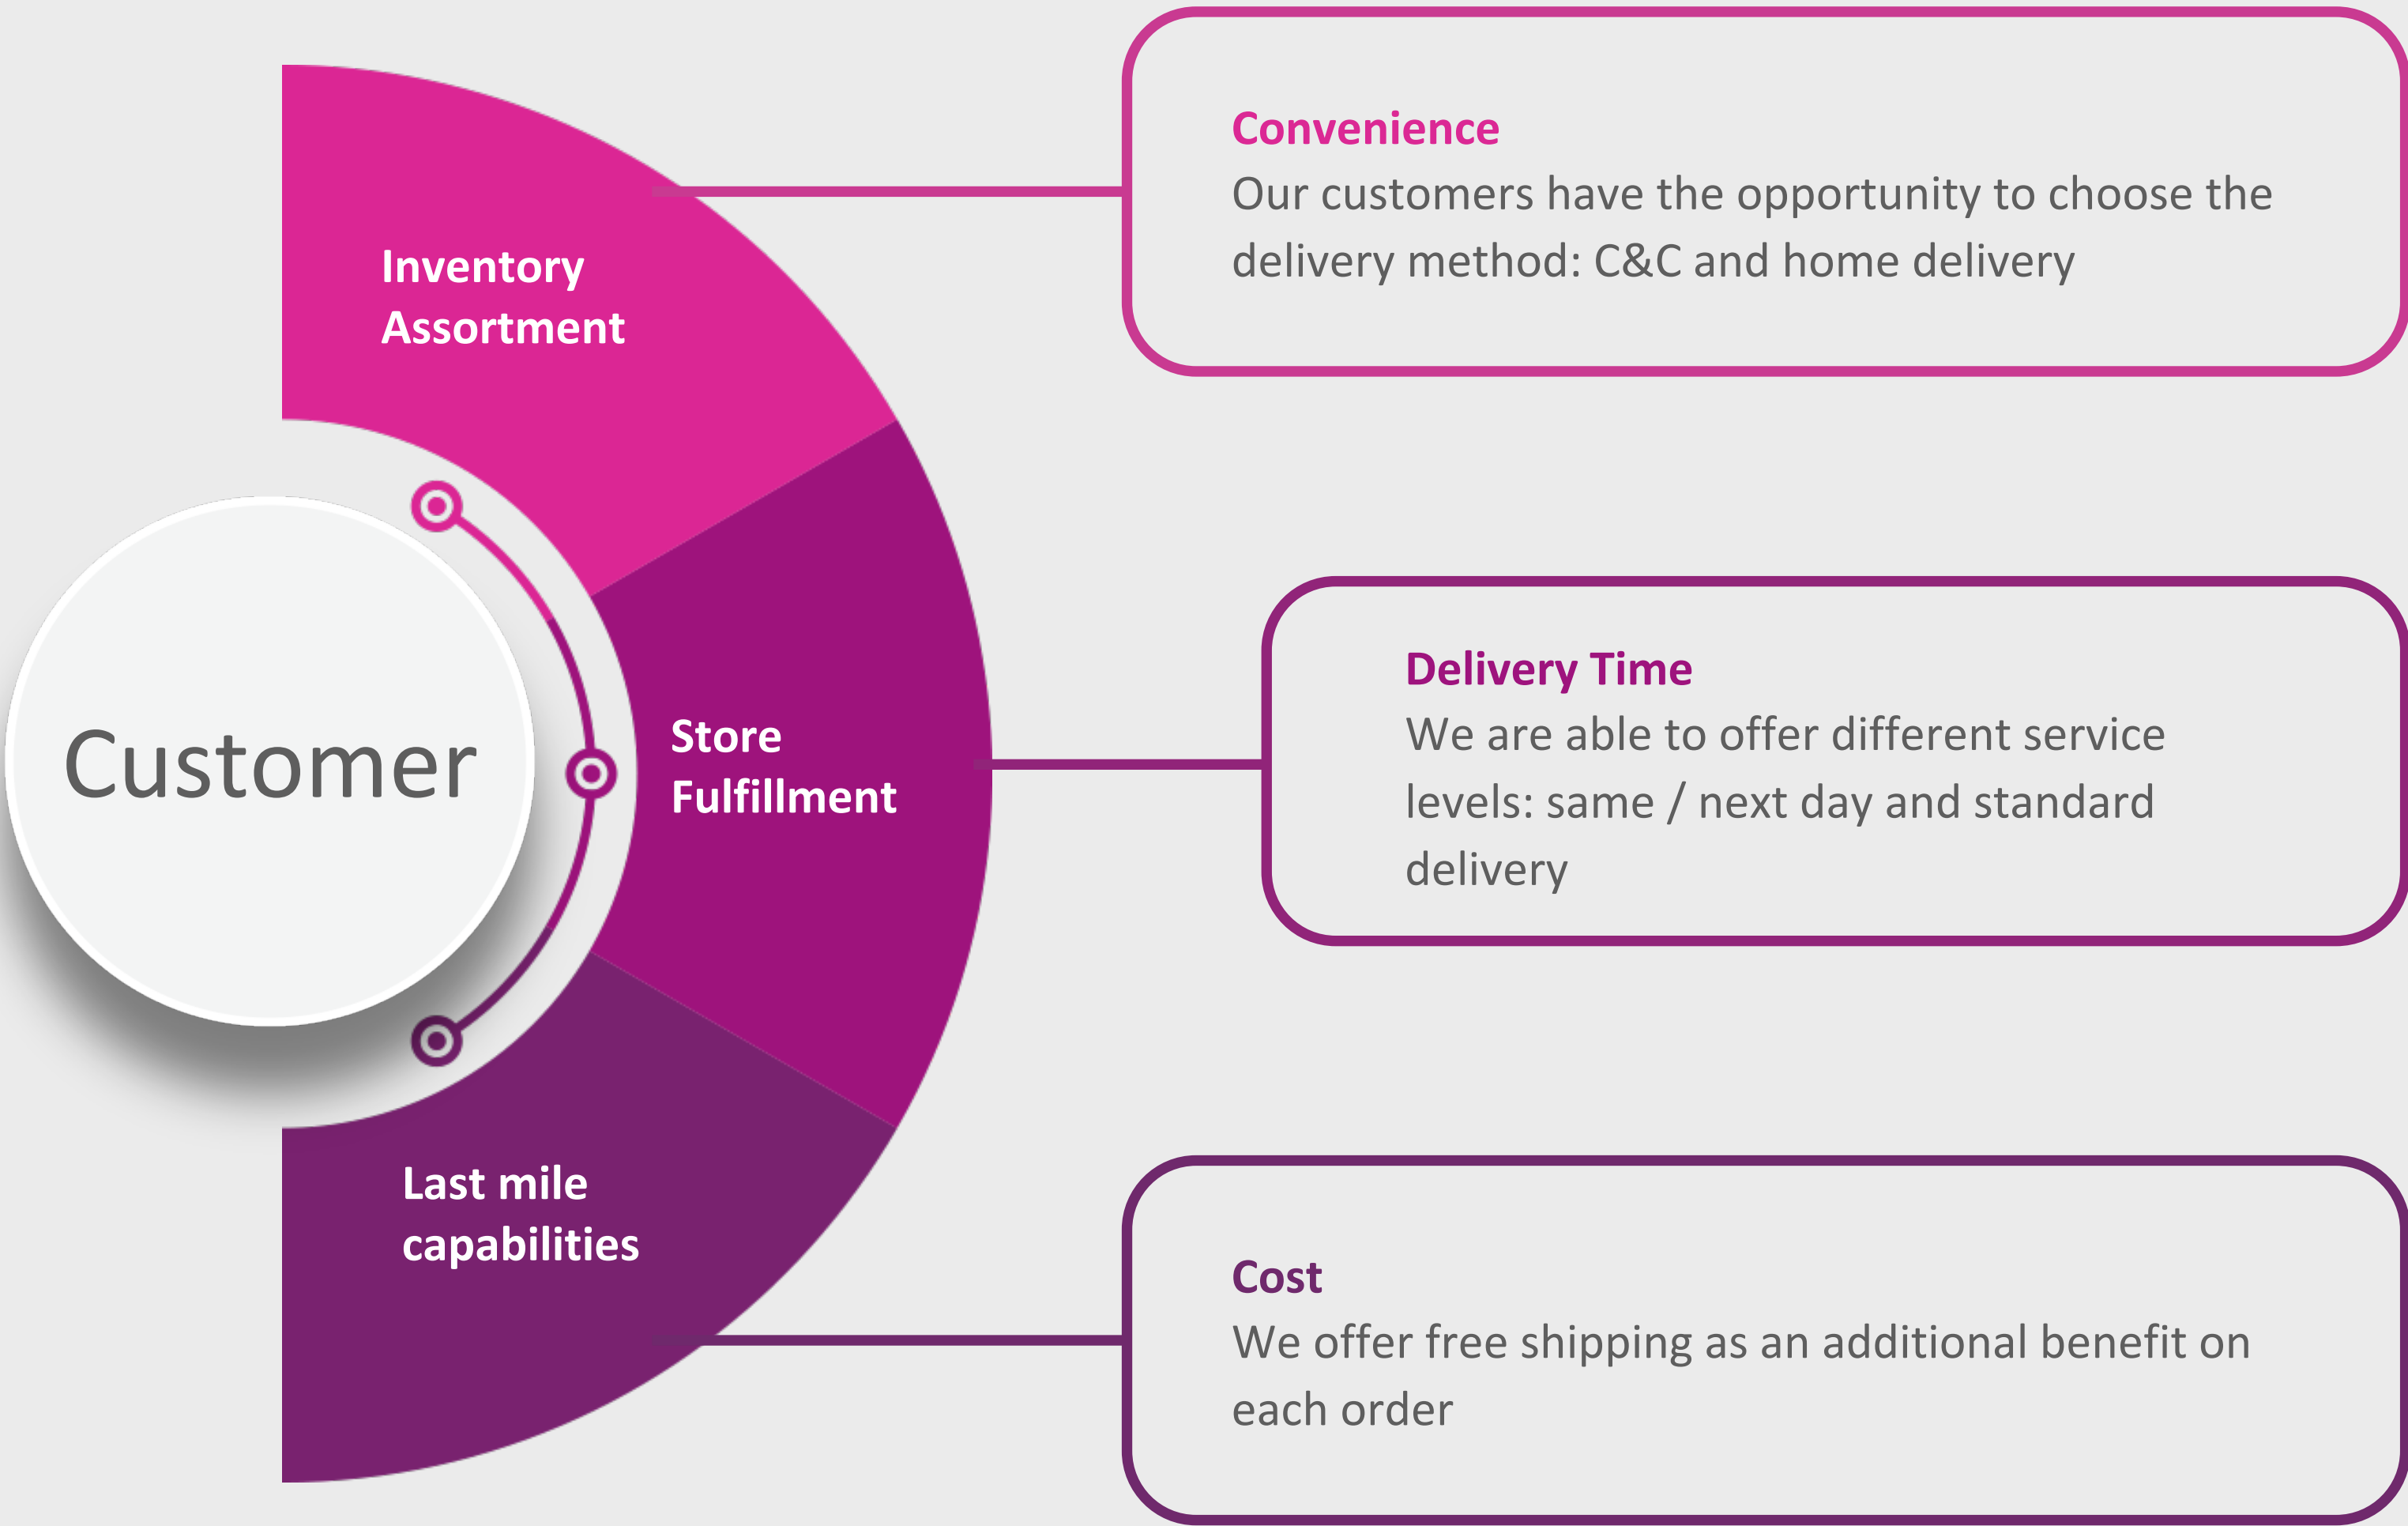 Customer
Inventory
Assortment
Store
Fulfillment
Last mile
capabilities
Convenience
Our customers have the opportunity to choose the
delivery method: C&C and home delivery
Delivery Time
We are able to offer different service
levels: same / next day and standard
delivery
Cost
We offer free shipping as an additional benefit on
each order